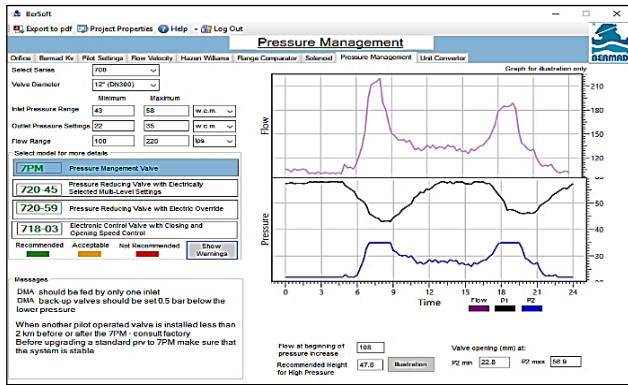 BerSoft
Export to pdf Project Properties Help Log Out
Pressure Management
BERMAD
Orifice Bermad Kv Pilot Settings Flow Velocity Hazen Williams Flange Comparator Solenoid Pressure Management Unit Convertor
Select Series 700
Graph for illustration only
Valve Diameter 12" (DN300)
Minimum Maximum
Inlet Pressure Range 43 58 w.c.m.
Outlet Pressure Settings 22 35 w.c.m.
Flow Range 100 220 lps
Select model for more details
7PM Pressure Mangement Valve
720-45 Pressure Reducing Valve with Electrically
Selected Multi-Level Settings
720-59 Pressure Reducing Valve with Electric Override
718-03 Electronic Control Valve with Closing and
Opening Speed Control
Recommended Acceptable Not Recommended Show
Warnings
Messages
DMA should be fed by only one inlet
DMA back-up valves should be set 0.5 bar below the
lower pressure
When another pilot operated valve is installed less than
2 km before or after the 7PM - consult factory
Before upgrading a standard prv to 7PM make sure that
the system is stable
Flow
210
180
150
120
Pressure
50
40
30
0 3 6 9 12 15 18 21 24
Time
Flow P1 P2
Flow at beginning of
pressure increase 108
Recommended Height
for High Pressure 47.8 Illustration
Valve opening (mm) at:
P2 min 22.8 P2 max 56.9